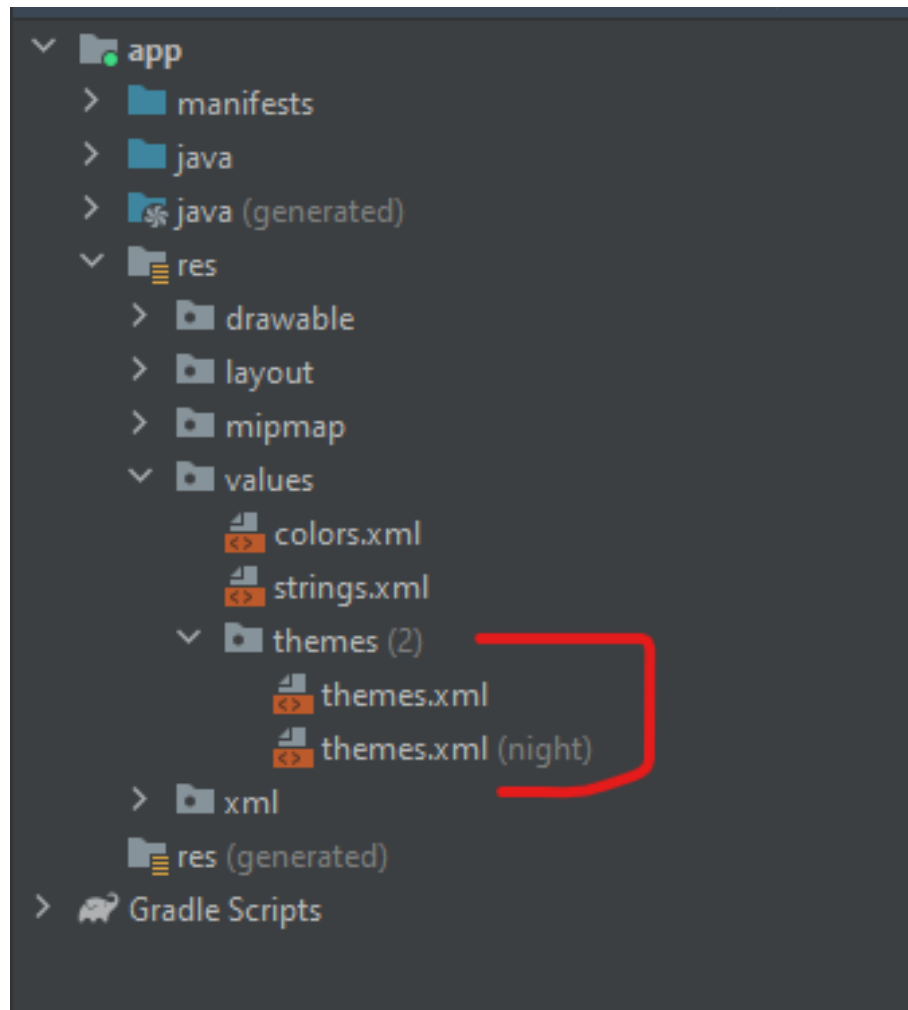 app
manifests
java
java (generated)
res
drawable
layout
mipmap
values
colors.xml
strings.xml
themes (2)
themes.xml
themes.xml (night)
xml
res (generated)
Gradle Scripts